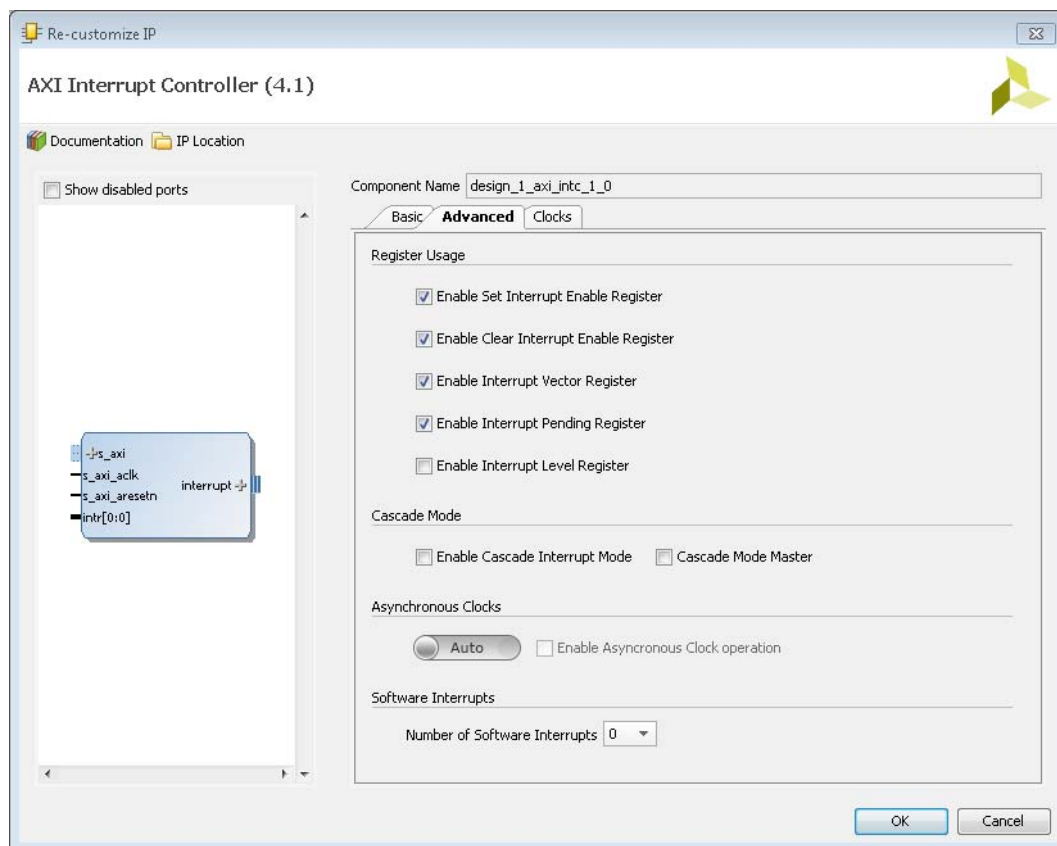 Re-customize IP
AXI Interrupt Controller (4.1)
Documentation IP Location
Show disabled ports
s_axi
s_axi_aclk
s_axi_aresetn
intr[0:0]
interrupt
Component Name design_1_axi_intc_1_0
Basic Advanced Clocks
Register Usage
Enable Set Interrupt Enable Register
Enable Clear Interrupt Enable Register
Enable Interrupt Vector Register
Enable Interrupt Pending Register
Enable Interrupt Level Register
Cascade Mode
Enable Cascade Interrupt Mode Cascade Mode Master
Asynchronous Clocks
Auto Enable Asyncronous Clock operation
Software Interrupts
Number of Software Interrupts 0
OK Cancel